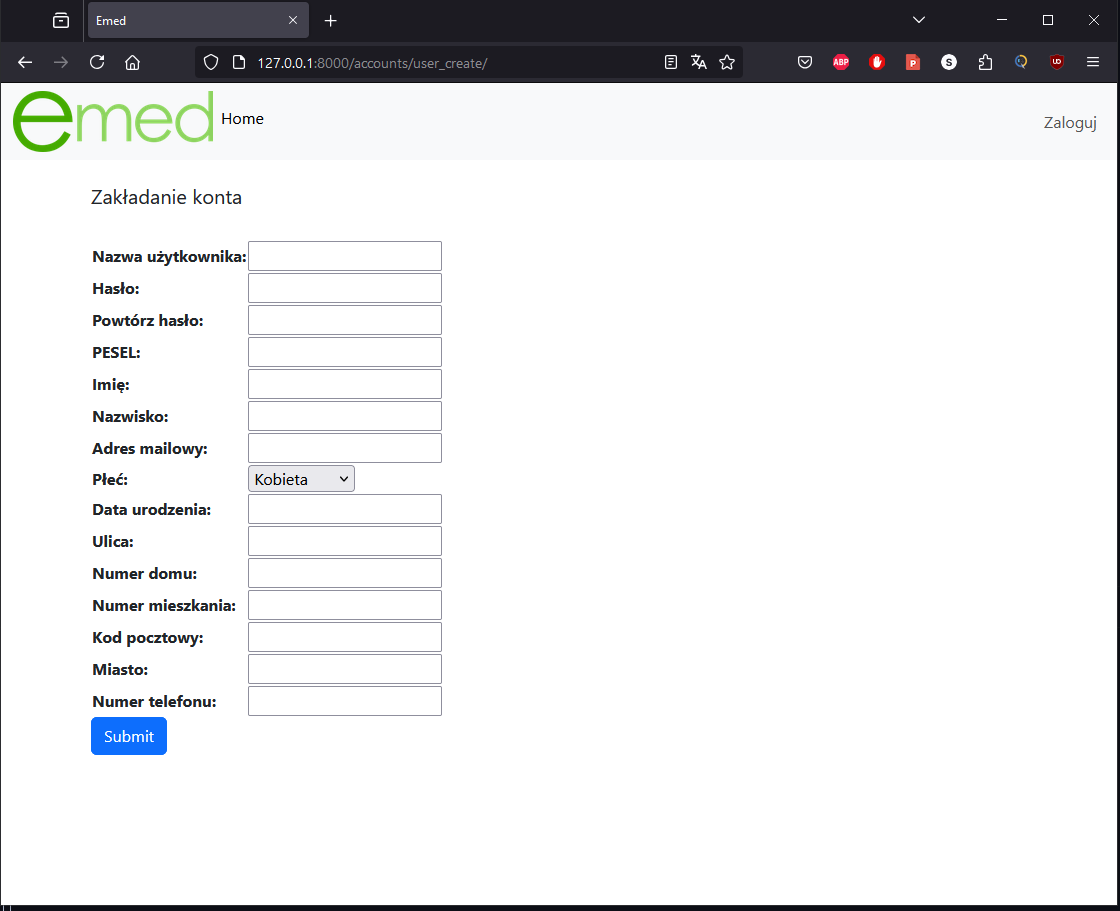 Emed
127.0.0.1:8000/accounts/user_create/
ABP
P
S
UD
emed Home Zaloguj
Zakładanie konta
Nazwa użytkownika:
Hasło:
Powtórz hasło:
PESEL:
Imię:
Nazwisko:
Adres mailowy:
Płeć: Kobieta
Data urodzenia:
Ulica:
Numer domu:
Numer mieszkania:
Kod pocztowy:
Miasto:
Numer telefonu:
Submit